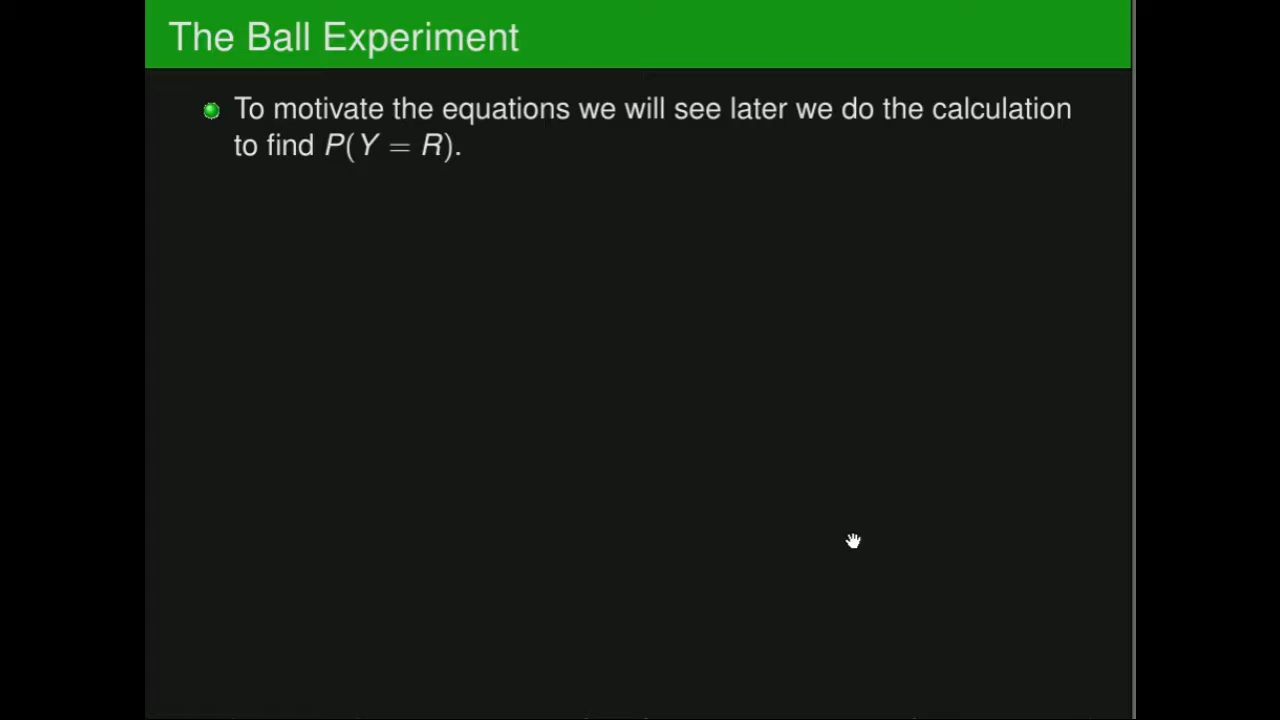 The Ball Experiment
To motivate the equations we will see later we do the calculation
to find P(Y = R).